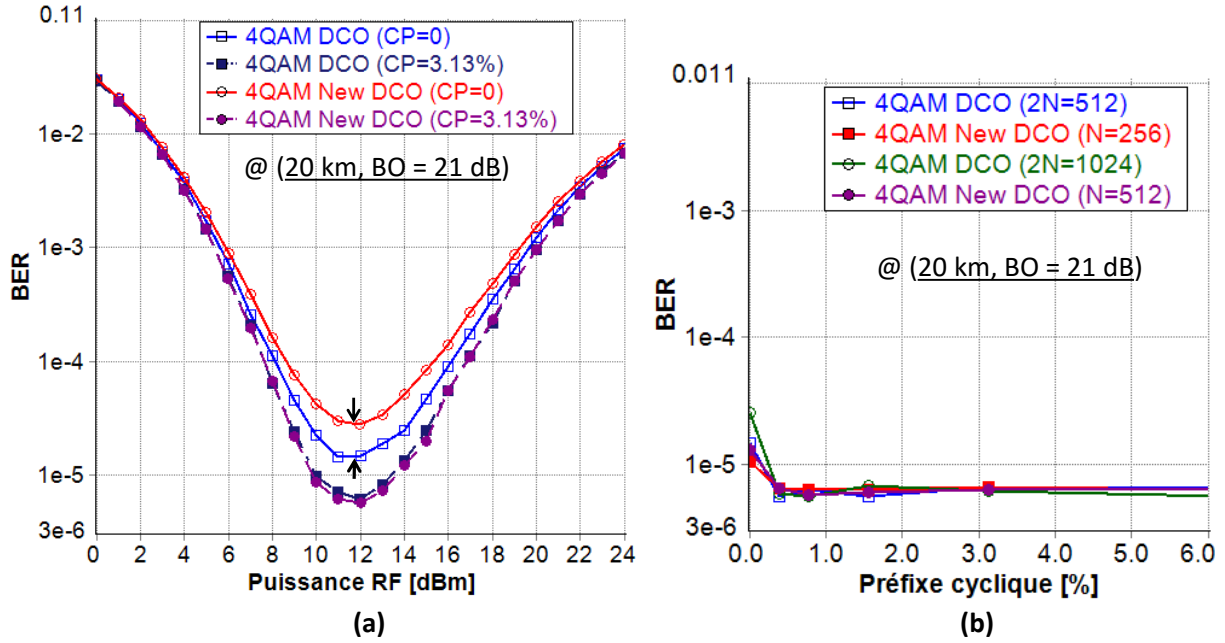 0.11
1e-2
1e-3
1e-4
1e-5
3e-6
BER
4QAM DCO (CP=0)
4QAM DCO (CP=3.13%)
4QAM New DCO (CP=0)
4QAM New DCO (CP=3.13%)
@ (20 km, BO = 21 dB)
0 2 4 6 8 10 12 14 16 18 20 22 24
Puissance RF [dBm]
(a)
0.011
1e-3
1e-4
1e-5
3e-6
BER
4QAM DCO (2N=512)
4QAM New DCO (N=256)
4QAM DCO (2N=1024)
4QAM New DCO (N=512)
@ (20 km, BO = 21 dB)
0.0 1.0 2.0 3.0 4.0 5.0 6.0
Préfixe cyclique [%]
(b)